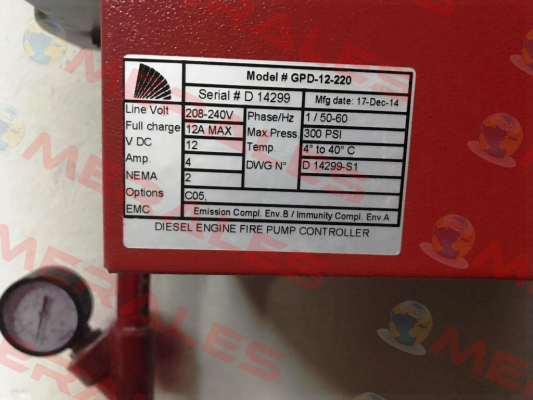 Model # GPD-12-220
Serial # D 14299 Mfg date: 17-Dec-14
Line Volt 208-240V Phase/Hz 1 / 50-60
Full charge 12A MAX Max.Press. 300 PSI
V DC 12 Temp. 4° to 40° C
Amp. 4 DWG N° D 14299-S1
NEMA 2
Options C05,
EMC Emission Compl. Env.B / Immunity Compl. Env.A
DIESEL ENGINE FIRE PUMP CONTROLLER
MERALES